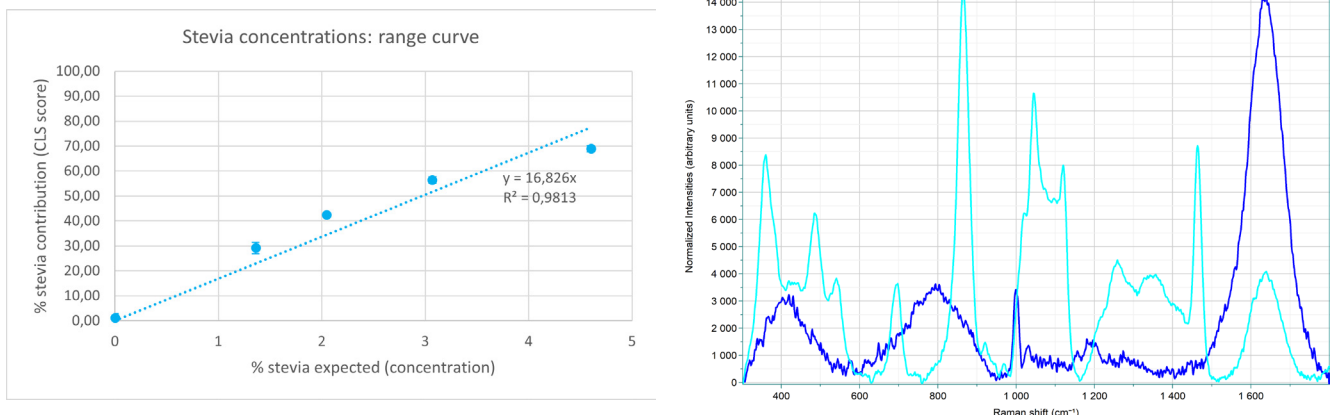 Stevia concentrations: range curve
% stevia contribution (CLS score)
100,00
90,00
80,00
70,00
60,00
50,00
40,00
30,00
20,00
10,00
0,00
y = 16,826x
R² = 0,9813
0 1 2 3 4 5
% stevia expected (concentration)
Normalized Intensities (arbitrary units)
14 000
13 000
12 000
11 000
10 000
9 000
8 000
7 000
6 000
5 000
4 000
3 000
2 000
1 000
0
400 600 800 1 000 1 200 1 400 1 600
Raman shift (cm⁻¹)